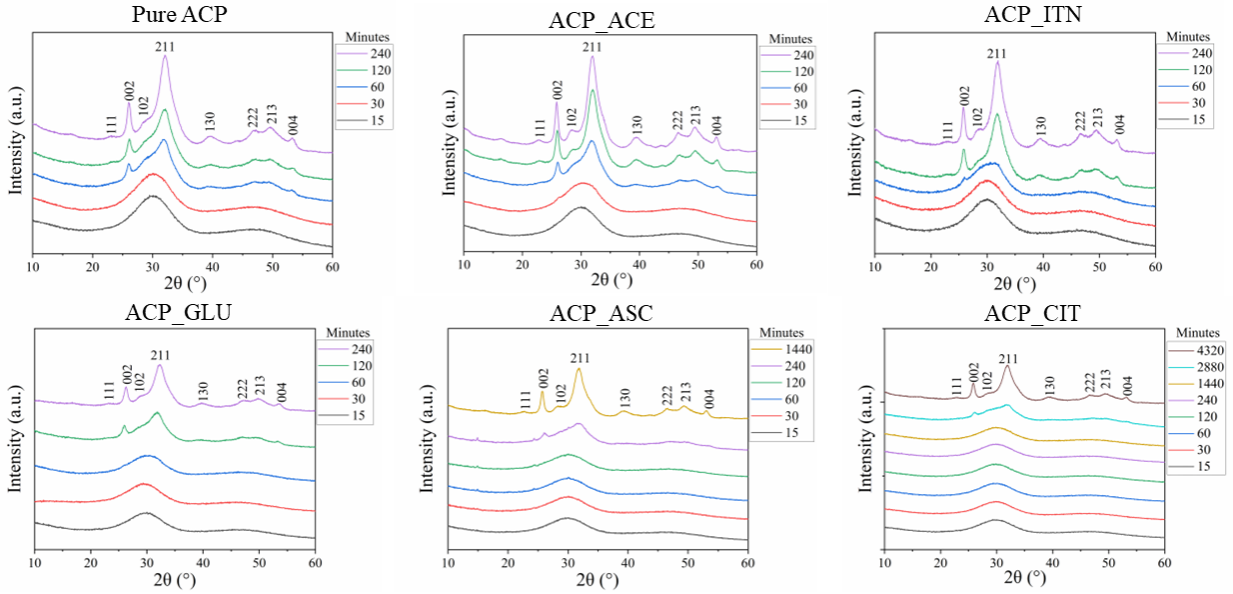 Pure ACP
Minutes
240
120
60
30
15
111
002
102
211
130
222
213
004
Intensity (a.u.)
10 20 30 40 50 60
2θ (°)
ACP_ACE
Minutes
240
120
60
30
15
111
002
102
211
130
222
213
004
Intensity (a.u.)
10 20 30 40 50 60
2θ (°)
ACP_ITN
Minutes
240
120
60
30
15
111
002
102
211
130
222
213
004
Intensity (a.u.)
10 20 30 40 50 60
2θ (°)
ACP_GLU
Minutes
240
120
60
30
15
111
002
102
211
130
222
213
004
Intensity (a.u.)
10 20 30 40 50 60
2θ (°)
ACP_ASC
Minutes
1440
240
120
60
30
15
111
002
102
211
130
222
213
004
Intensity (a.u.)
10 20 30 40 50 60
2θ (°)
ACP_CIT
Minutes
4320
2880
1440
240
120
60
30
15
111
002
102
211
130
222
213
004
Intensity (a.u.)
10 20 30 40 50 60
2θ (°)